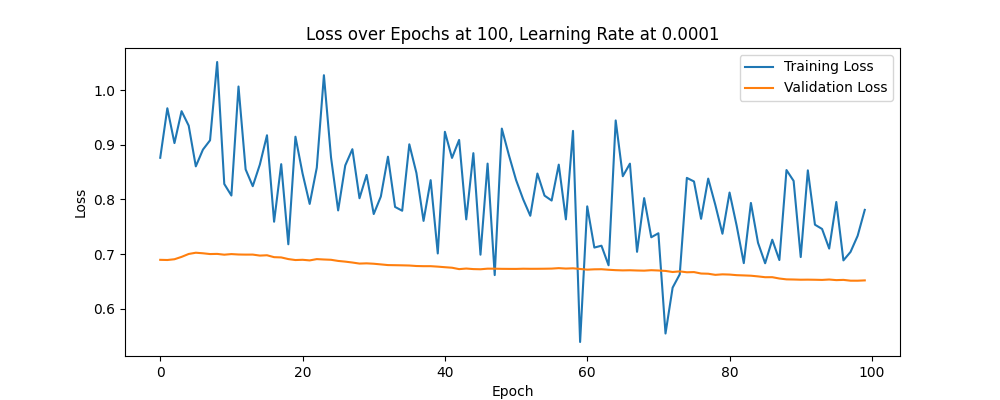 Loss over Epochs at 100, Learning Rate at 0.0001
Training Loss
Validation Loss
1.0
0.9
0.8
0.7
0.6
Loss
0 20 40 60 80 100
Epoch